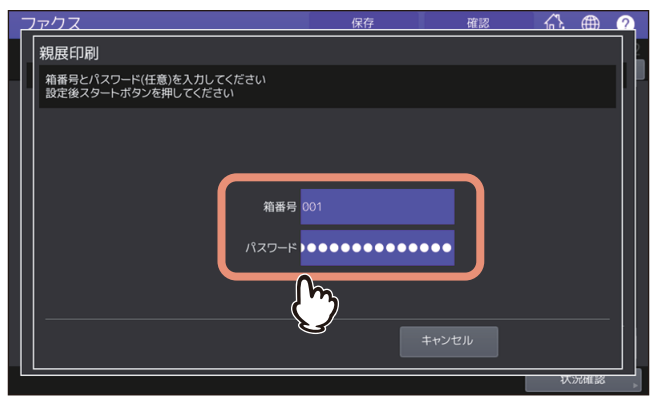 ファクス 保存 確認 ?
親展印刷
箱番号とパスワード(任意)を入力してください
設定後スタートボタンを押してください
箱番号 001
パスワード ●●●●●●●●●●●●●●
キャンセル
状況確認